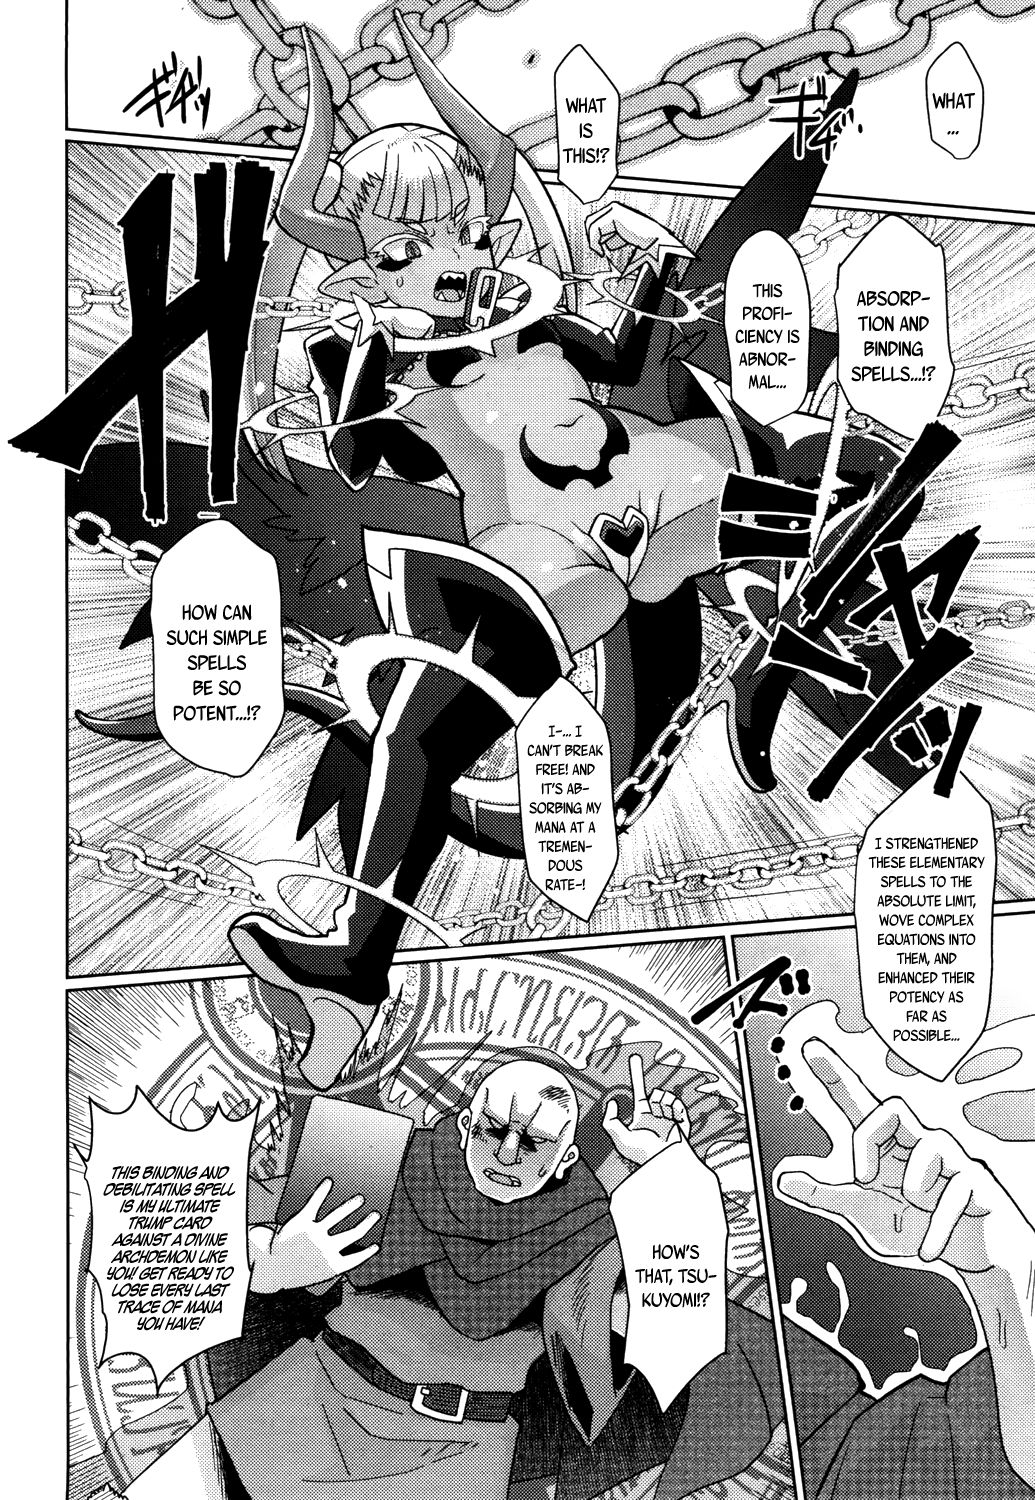 WHAT
...
WHAT
IS
THIS!?
ABSORP-
TION AND
BINDING
SPELLS...!?
THIS
PROFI-
CIENCY IS
ABNOR-
MAL...
HOW CAN
SUCH SIMPLE
SPELLS
BE SO
POTENT...!?
I-... I
CAN'T BREAK
FREE! AND
IT'S AB-
SORBING MY
MANA AT A
TREMEN-
DOUS
RATE-!
I STRENGTHENED
THESE ELEMENTARY
SPELLS TO THE
ABSOLUTE LIMIT,
WOVE COMPLEX
EQUATIONS INTO
THEM, AND
ENHANCED THEIR
POTENCY AS
FAR AS
POSSIBLE...
HOW'S
THAT, TSU-
KUYOMI!?
THIS BINDING AND
DEBILITATING SPELL
IS MY ULTIMATE
TRUMP CARD
AGAINST A DIVINE
ARCHDEMON LIKE
YOU! GET READY TO
LOSE EVERY LAST
TRACE OF MANA
YOU HAVE!